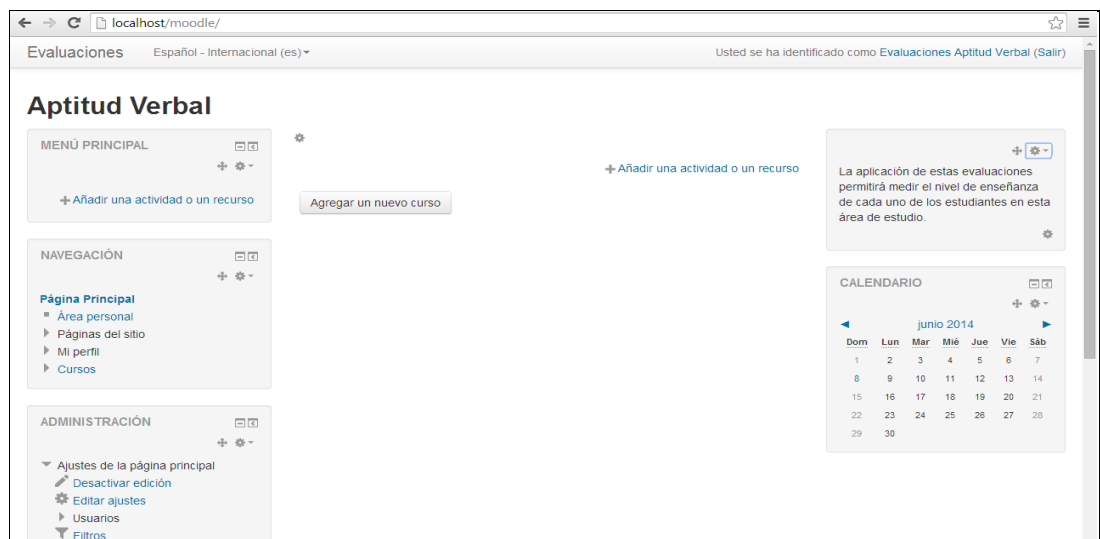 localhost/moodle/
Evaluaciones
Español - Internacional (es)
Usted se ha identificado como Evaluaciones Aptitud Verbal (Salir)
Aptitud Verbal
MENÚ PRINCIPAL
Añadir una actividad o un recurso
NAVEGACIÓN
Página Principal
Área personal
Páginas del sitio
Mi perfil
Cursos
ADMINISTRACIÓN
Ajustes de la página principal
Desactivar edición
Editar ajustes
Usuarios
Filtros
Añadir una actividad o un recurso
Agregar un nuevo curso
La aplicación de estas evaluaciones
permitirá medir el nivel de enseñanza
de cada uno de los estudiantes en esta
área de estudio.
CALENDARIO
junio 2014
Dom Lun Mar Mié Jue Vie Sáb
1 2 3 4 5 6 7
8 9 10 11 12 13 14
15 16 17 18 19 20 21
22 23 24 25 26 27 28
29 30